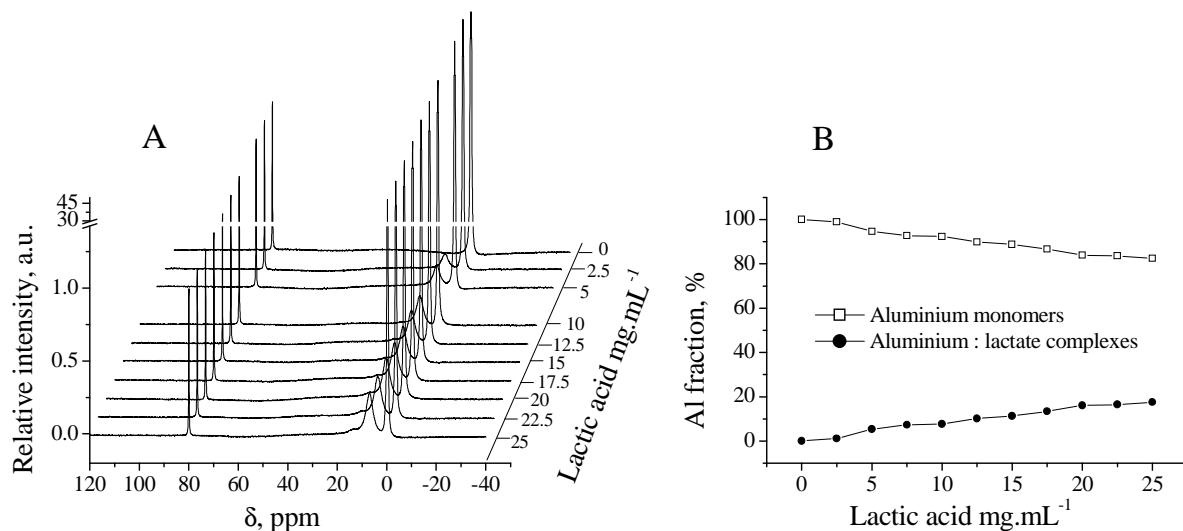 A
45
30
1.0
0.5
0.0
Relative intensity, a.u.
120 100 80 60 40 20 0 -20 -40
δ, ppm
0
2.5
5
10
12.5
15
17.5
20
22.5
25
Lactic acid mg.mL⁻¹
B
100
80
60
40
20
0
Al fraction, %
Aluminium monomers
Aluminium : lactate complexes
0 5 10 15 20 25
Lactic acid mg.mL⁻¹